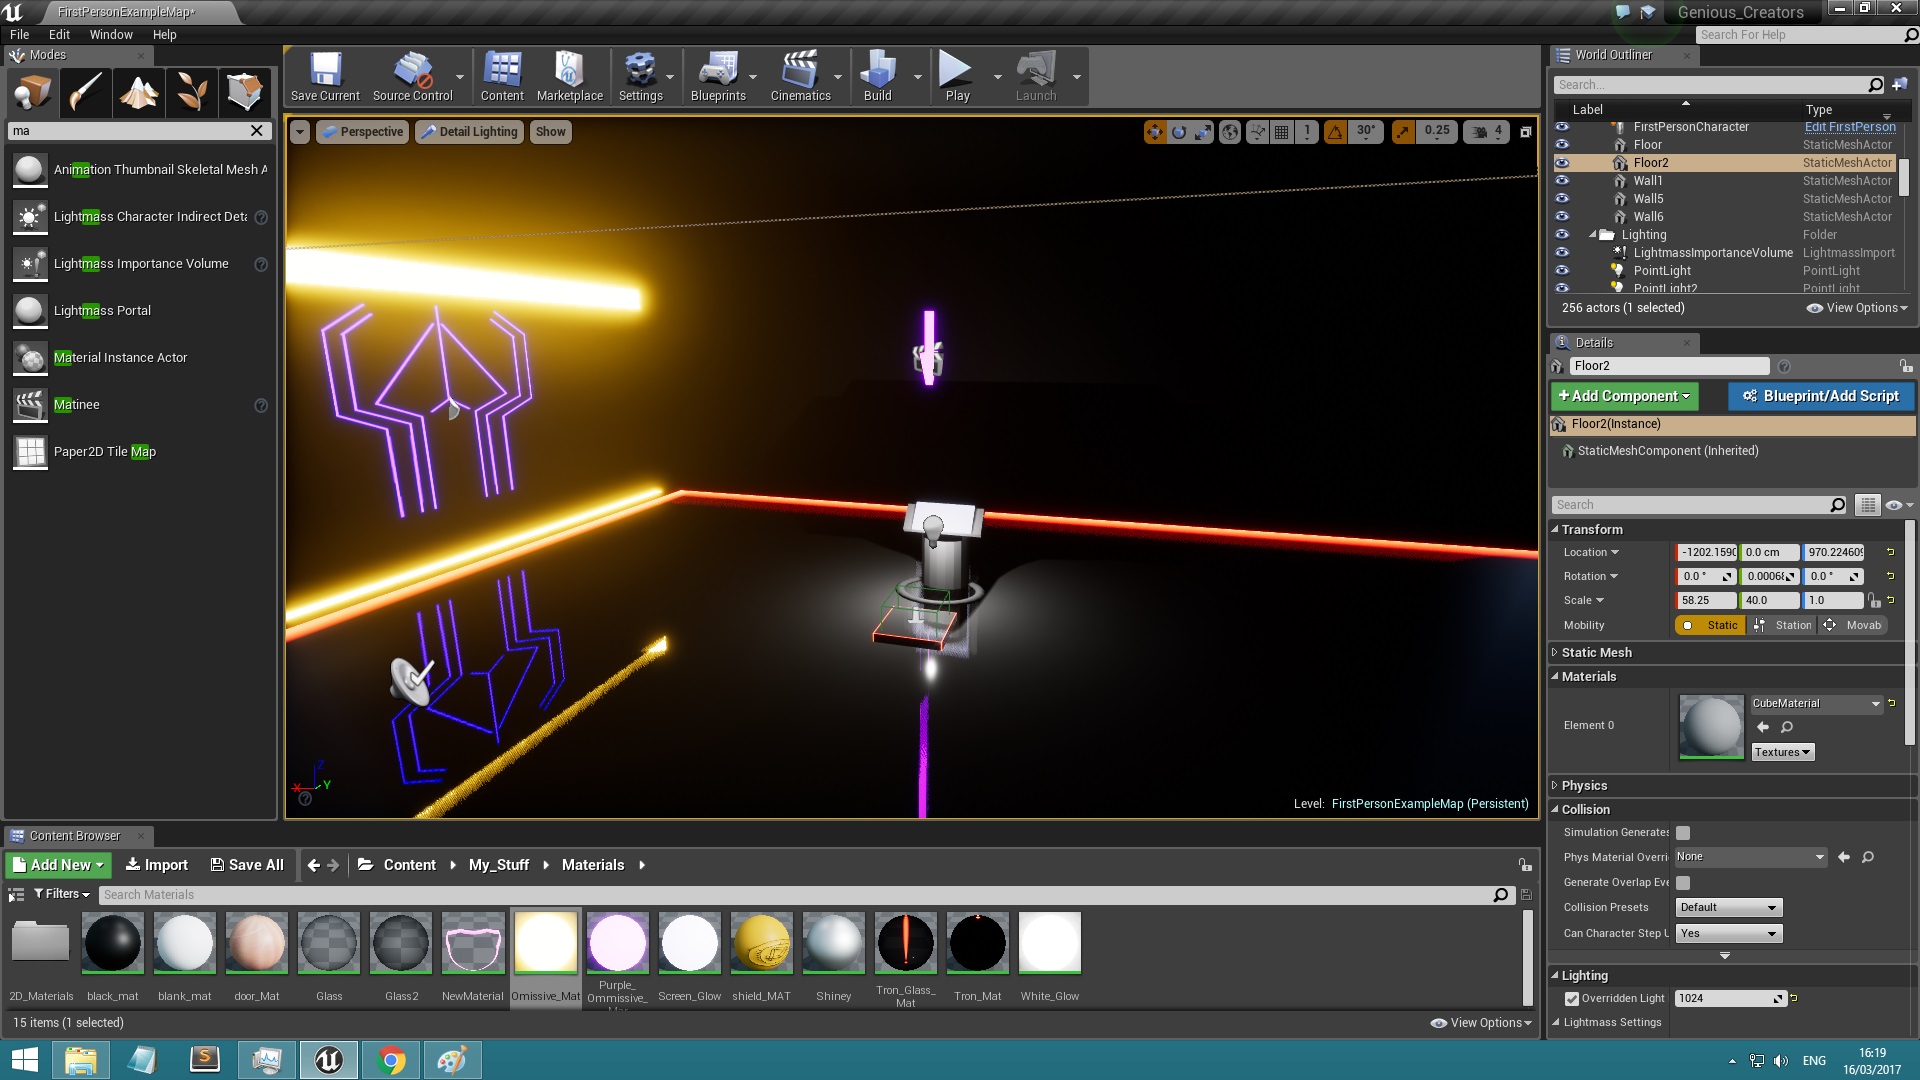 FirstPersonExampleMap*
Genious_Creators
File Edit Window Help
Search For Help
Modes
ma
Animation Thumbnail Skeletal Mesh A
Lightmass Character Indirect Deta
Lightmass Importance Volume
Lightmass Portal
Material Instance Actor
Matinee
Paper2D Tile Map
Save Current Source Control Content Marketplace Settings Blueprints Cinematics Build Play Launch
Perspective Detail Lighting Show
1 30° 0.25 4
X Y Z
Level: FirstPersonExampleMap (Persistent)
World Outliner
Search...
Label Type
FirstPersonCharacter Edit FirstPerson
Floor StaticMeshActor
Floor2 StaticMeshActor
Wall1 StaticMeshActor
Wall5 StaticMeshActor
Wall6 StaticMeshActor
Lighting Folder
LightmassImportanceVolume LightmassImport
PointLight PointLight
PointLight2 PointLight
256 actors (1 selected) View Options
Details
Floor2
+Add Component Blueprint/Add Script
Floor2(Instance)
StaticMeshComponent (Inherited)
Search
Transform
Location -1202.1590 0.0 cm 970.224609
Rotation 0.0 ° 0.00068 0.0 °
Scale 58.25 40.0 1.0
Mobility Static Station Movab
Static Mesh
Materials
Element 0 CubeMaterial
Textures
Physics
Collision
Simulation Generates
Phys Material Overri None
Generate Overlap Eve
Collision Presets Default
Can Character Step U Yes
Lighting
Overridden Light 1024
Lightmass Settings
Content Browser
Add New Import Save All Content My_Stuff Materials
Filters Search Materials
2D_Materials black_mat blank_mat door_Mat Glass Glass2 NewMaterial Omissive_Mat Purple_Ommissive_ Screen_Glow shield_MAT Shiney Tron_Glass_Mat Tron_Mat White_Glow
15 items (1 selected) View Options
ENG
16:19
16/03/2017